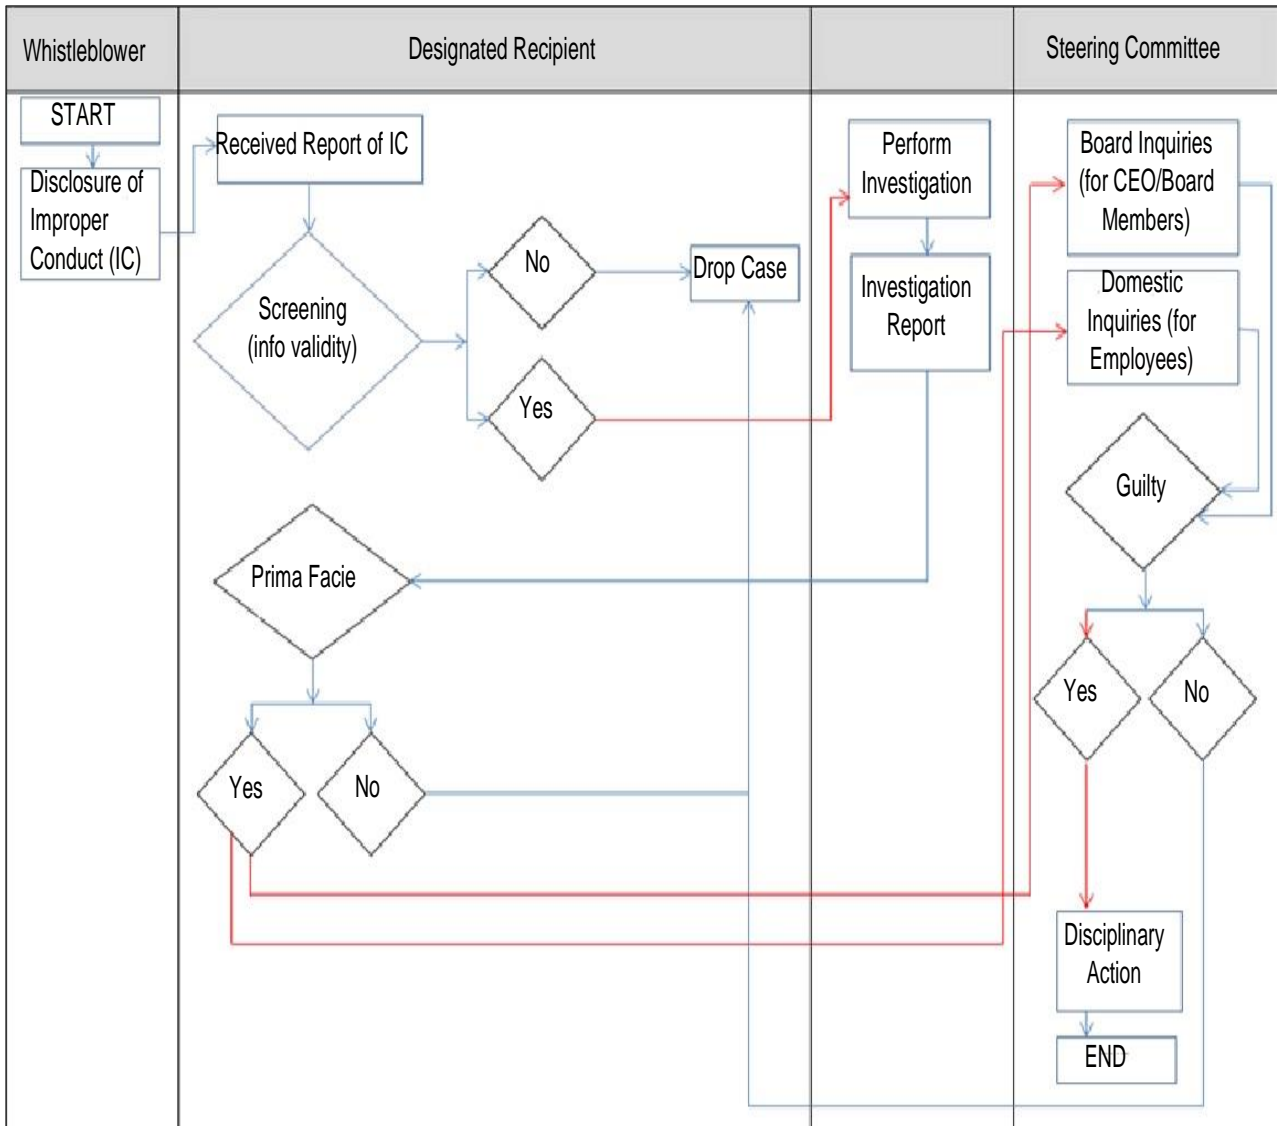 Whistleblower
Designated Recipient
Steering Committee
START
Disclosure of
Improper
Conduct (IC)
Received Report of IC
Screening
(info validity)
No
Yes
Drop Case
Perform
Investigation
Investigation
Report
Board Inquiries
(for CEO/Board
Members)
Domestic
Inquiries (for
Employees)
Guilty
Prima Facie
Yes
No
Yes
No
Disciplinary
Action
END